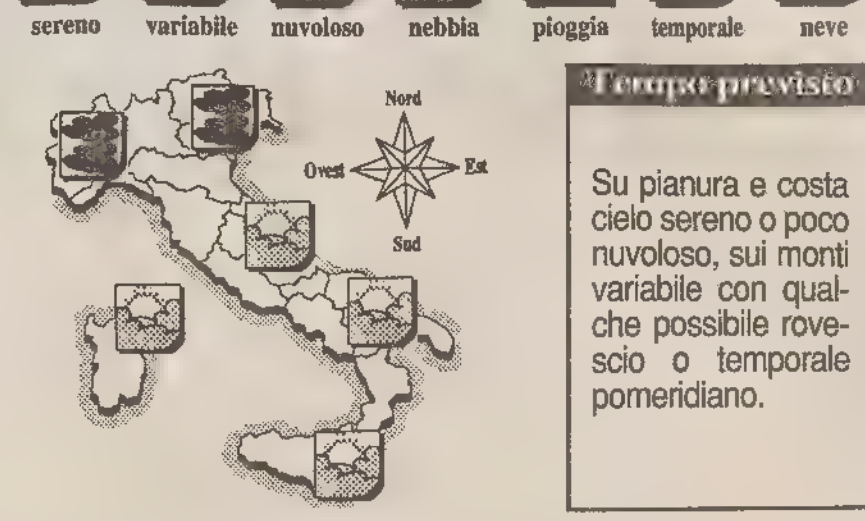 sereno variabile nuvoloso nebbia pioggia temporale neve
Nord
Ovest Est
Sud
Tempo previsto
Su pianura e costa
cielo sereno o poco
nuvoloso, sui monti
variabile con qual-
che possibile rove-
scio o temporale
pomeridiano.